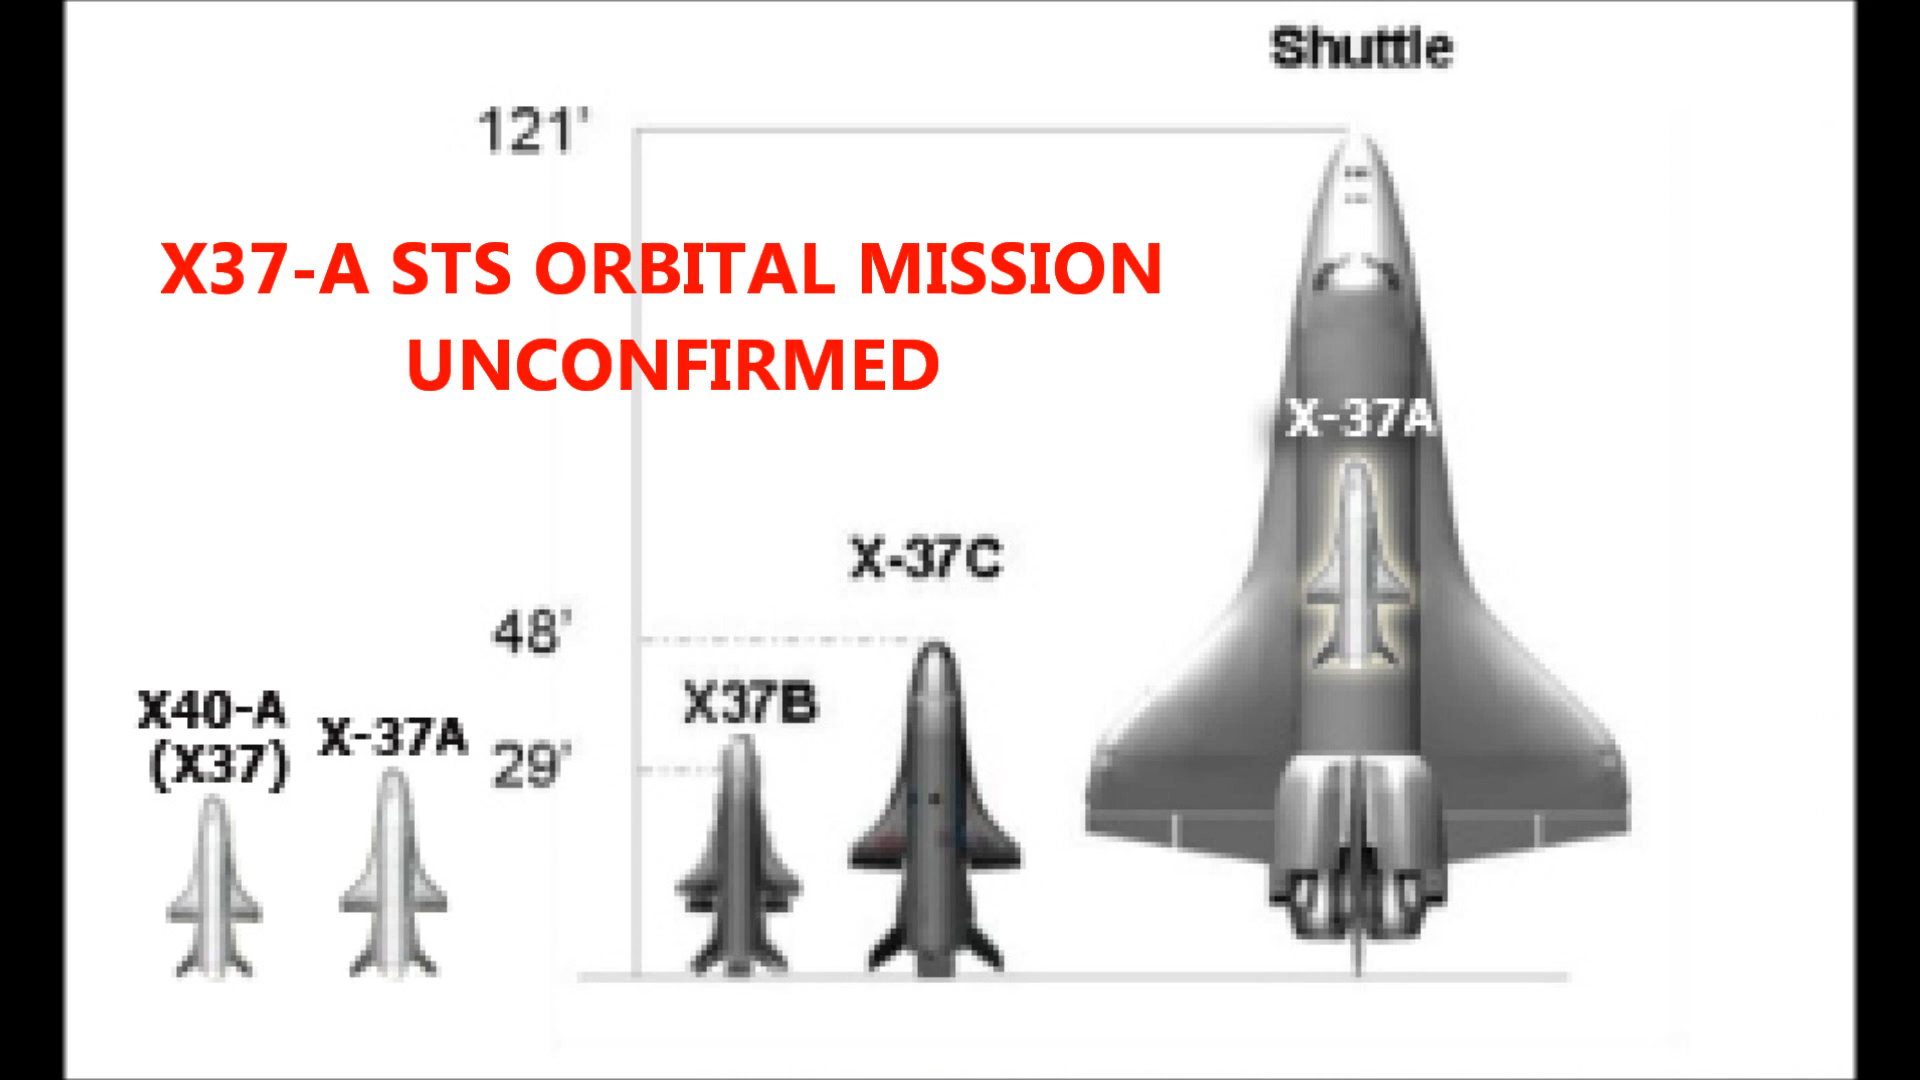 Shuttle
121'
X37-A STS ORBITAL MISSION
UNCONFIRMED
X-37A
X-37C
48'
X37B
X40-A
(X37)
X-37A
29'